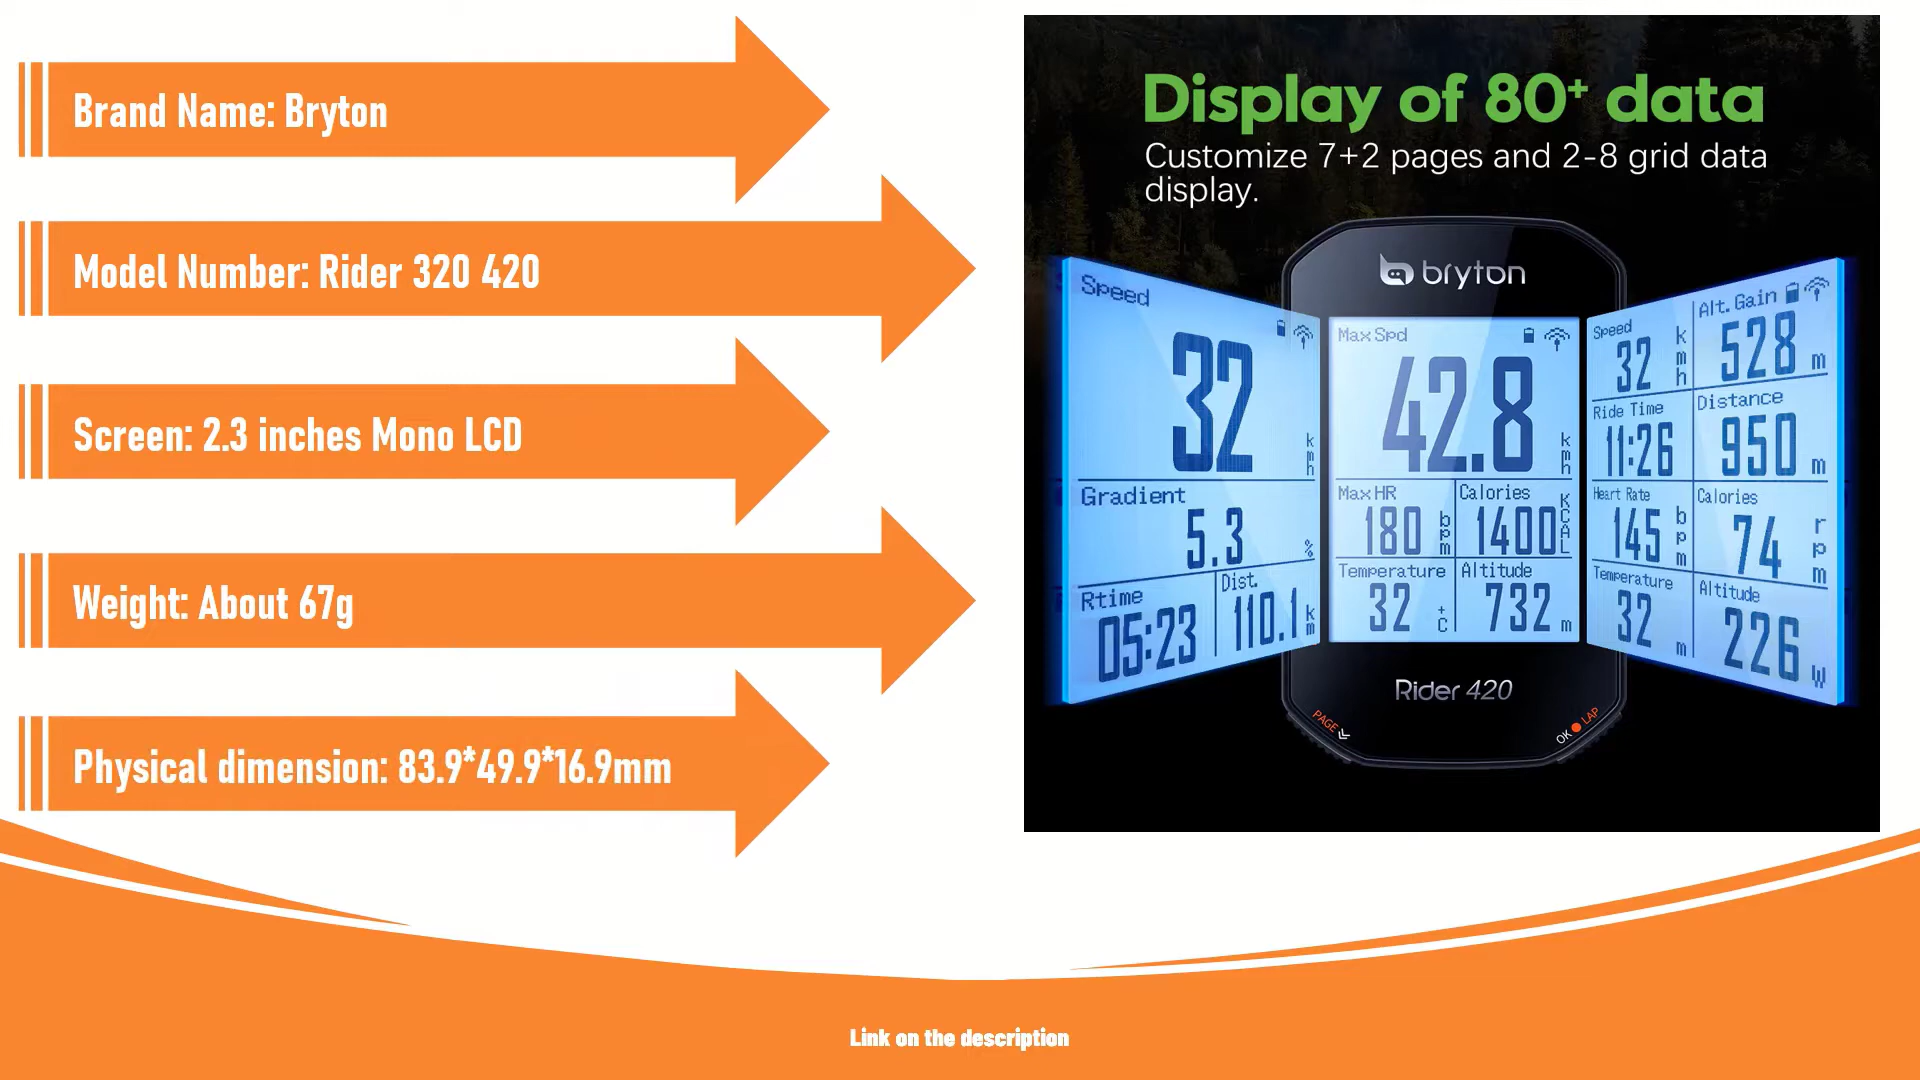 Brand Name: Bryton
Model Number: Rider 320 420
Screen: 2.3 inches Mono LCD
Weight: About 67g
Physical dimension: 83.9*49.9*16.9mm
Display of 80+ data
Customize 7+2 pages and 2-8 grid data
display.
bryton
Speed
32 kmh
Gradient
5.3 %
Rtime Dist.
05:23 110.1 km
Max Spd
42.8 kmh
Max HR Calories
180 bpm 1400 KCAL
Temperature Altitude
32 °C 732 m
Speed Alt. Gain
32 kmh 528 m
Ride Time Distance
11:26 950 m
Heart Rate Calories
145 bpm 74 rpm
Temperature Altitude
32 m 226 W
Rider 420
PAGE
OK LAP
Link on the description